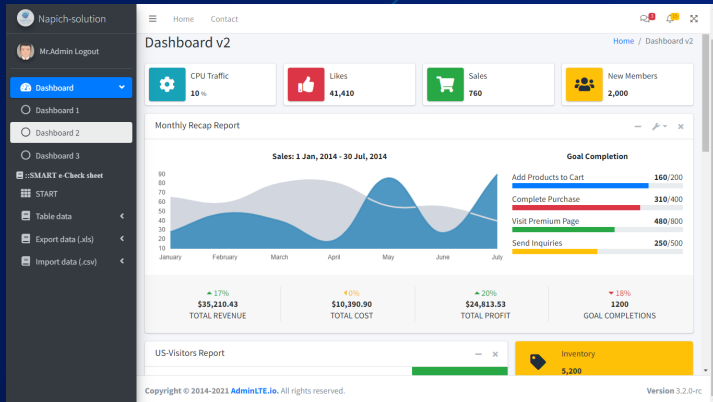 Napich-solution
Home Contact
3
15
Mr.Admin Logout
Dashboard
Dashboard 1
Dashboard 2
Dashboard 3
::SMART e-Check sheet
START
Table data
Export data (.xls)
Import data (.csv)
Dashboard v2
Home / Dashboard v2
CPU Traffic
10 %
Likes
41,410
Sales
760
New Members
2,000
Monthly Recap Report
Sales: 1 Jan, 2014 - 30 Jul, 2014
90
80
70
60
50
40
30
20
10
January February March April May June July
Goal Completion
Add Products to Cart 160/200
Complete Purchase 310/400
Visit Premium Page 480/800
Send Inquiries 250/500
17%
$35,210.43
TOTAL REVENUE
0%
$10,390.90
TOTAL COST
20%
$24,813.53
TOTAL PROFIT
18%
1200
GOAL COMPLETIONS
US-Visitors Report
Inventory
5,200
Copyright © 2014-2021 AdminLTE.io. All rights reserved.
Version 3.2.0-rc